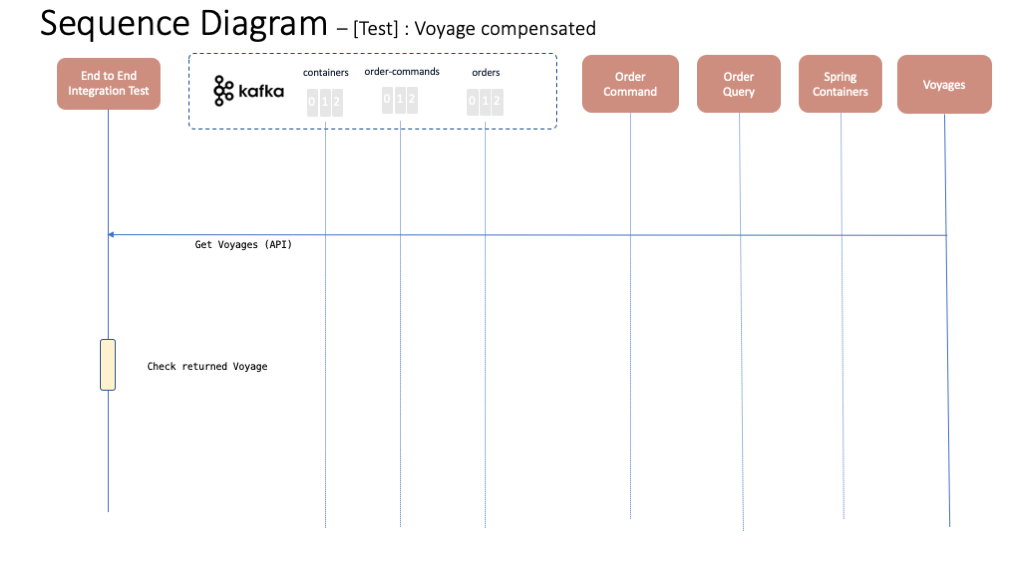 Sequence Diagram – [Test] : Voyage compensated
End to End
Integration Test
kafka
containers
order-commands
orders
0 1 2
0 1 2
0 1 2
Order
Command
Order
Query
Spring
Containers
Voyages
Get Voyages (API)
Check returned Voyage